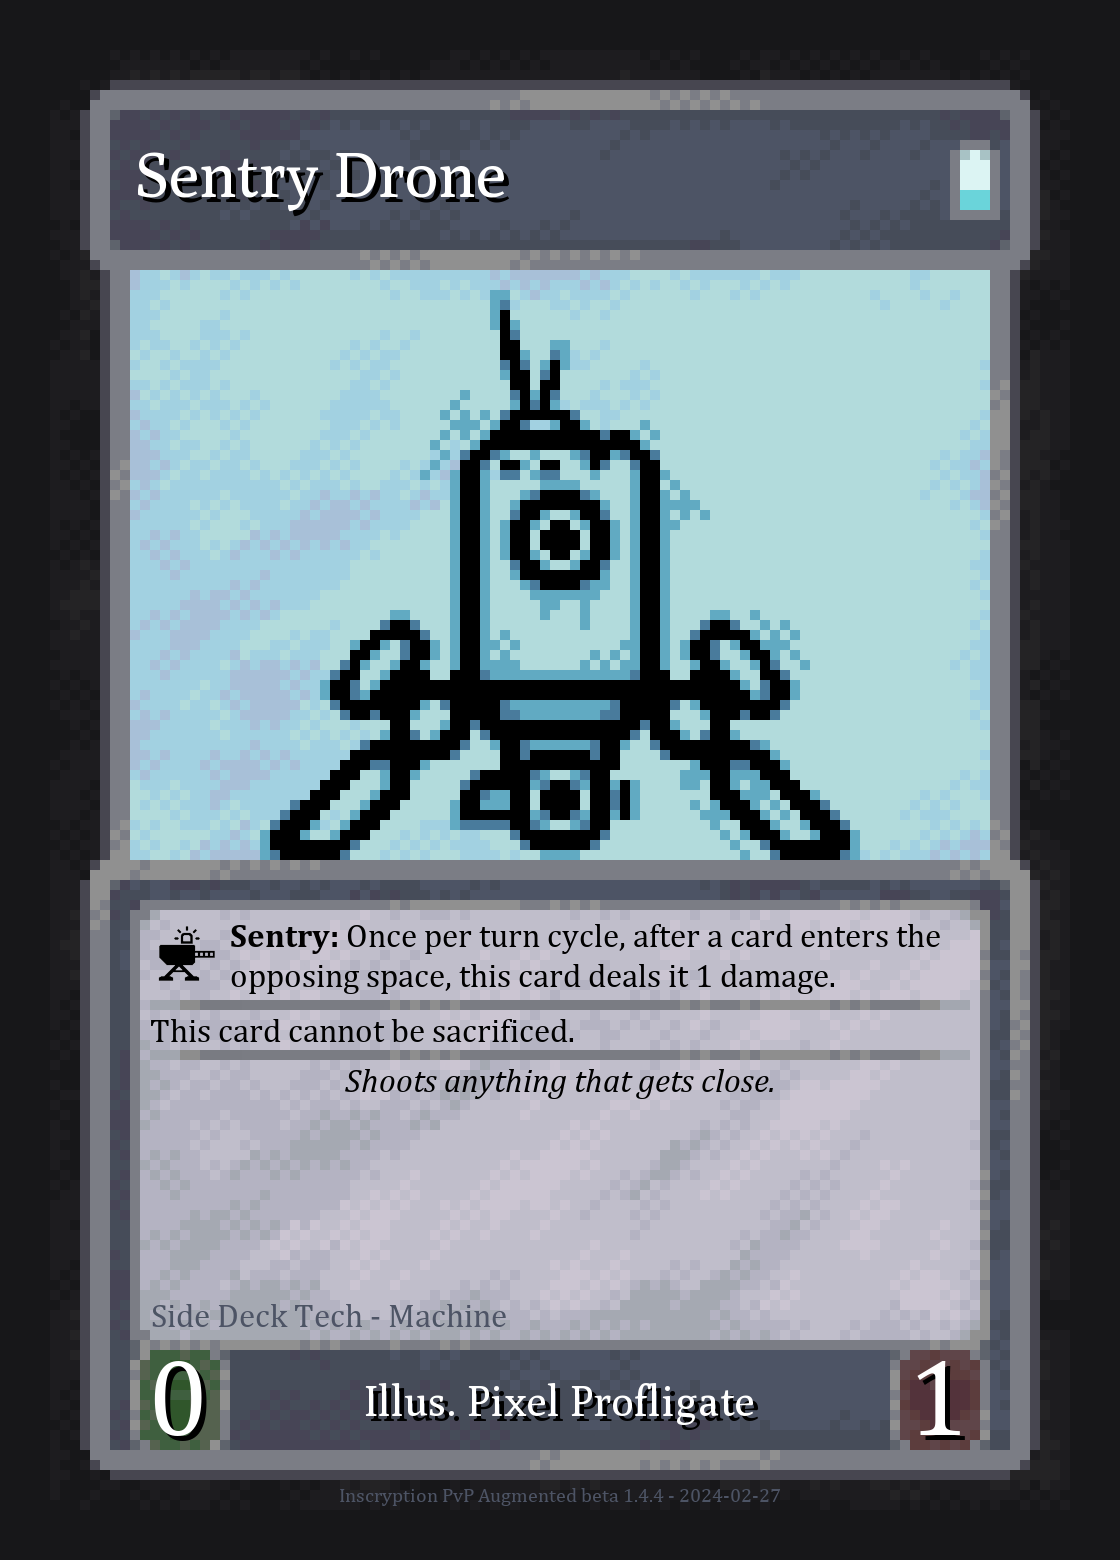 Sentry Drone
Sentry: Once per turn cycle, after a card enters the
opposing space, this card deals it 1 damage.
This card cannot be sacrificed.
Shoots anything that gets close.
Side Deck Tech - Machine
0
Illus. Pixel Profligate
1
Inscryption PvP Augmented beta 1.4.4 - 2024-02-27